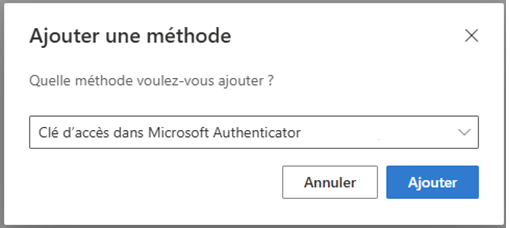 Ajouter une méthode
Quelle méthode voulez-vous ajouter ?
Clé d’accès dans Microsoft Authenticator
Annuler
Ajouter